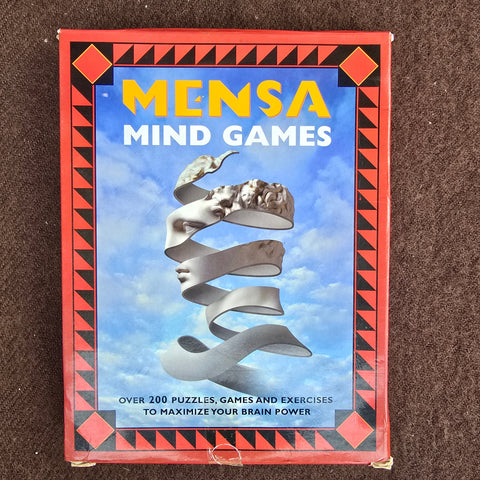 MENSA
MIND GAMES
OVER 200 PUZZLES, GAMES AND EXERCISES
TO MAXIMIZE YOUR BRAIN POWER